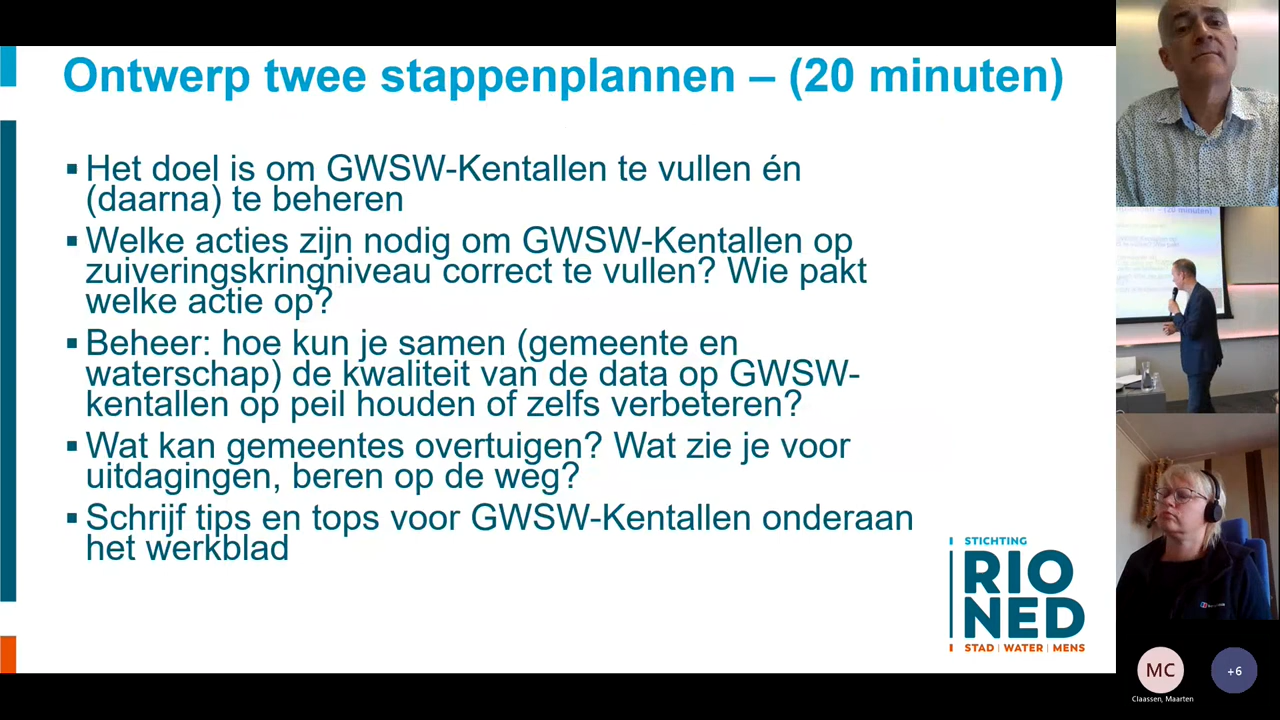 Ontwerp twee stappenplannen – (20 minuten)
▪ Het doel is om GWSW-Kentallen te vullen én
(daarna) te beheren
▪ Welke acties zijn nodig om GWSW-Kentallen op
zuiveringskringniveau correct te vullen? Wie pakt
welke actie op?
▪ Beheer: hoe kun je samen (gemeente en
waterschap) de kwaliteit van de data op GWSW-
kentallen op peil houden of zelfs verbeteren?
▪ Wat kan gemeentes overtuigen? Wat zie je voor
uitdagingen, beren op de weg?
▪ Schrijf tips en tops voor GWSW-Kentallen onderaan
het werkblad
STICHTING
RIO
NED
STAD | WATER | MENS
MC
+6
Claassen, Maarten